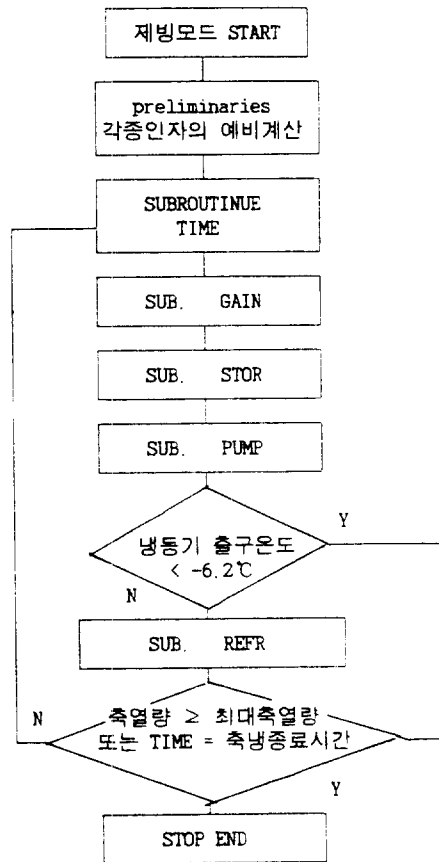 제빙모드 START
preliminaries
각종인자의 예비계산
SUBROUTINUE
TIME
SUB. GAIN
SUB. STOR
SUB. PUMP
Y
냉동기 출구온도
< -6.2℃
N
SUB. REFR
N
축열량 ≥ 최대축열량
또는 TIME = 축냉종료시간
Y
STOP END